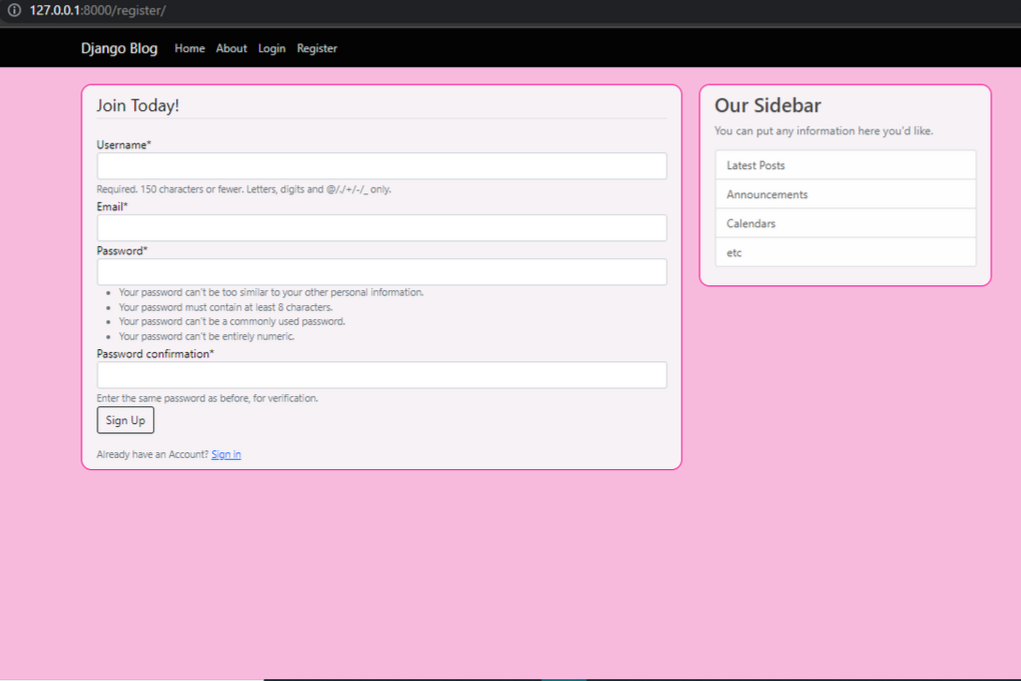 127.0.0.1:8000/register/
Django Blog Home About Login Register
Join Today!
Username*
Required. 150 characters or fewer. Letters, digits and @/./+/-/_ only.
Email*
Password*
Your password can't be too similar to your other personal information.
Your password must contain at least 8 characters.
Your password can't be a commonly used password.
Your password can't be entirely numeric.
Password confirmation*
Enter the same password as before, for verification.
Sign Up
Already have an Account? Sign in
Our Sidebar
You can put any information here you'd like.
Latest Posts
Announcements
Calendars
etc